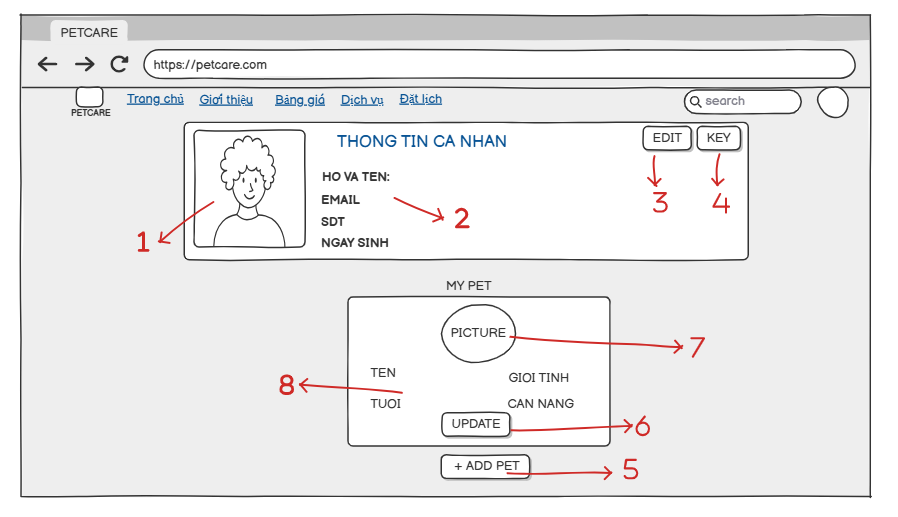 PETCARE
https://petcare.com
Trang chủ Giới thiệu Bảng giá Dịch vụ Đặt lịch search
PETCARE
THONG TIN CA NHAN EDIT KEY
HO VA TEN:
EMAIL
SDT
NGAY SINH
1 2 3 4
MY PET
PICTURE
7
TEN GIOI TINH
8
TUOI CAN NANG
UPDATE 6
+ ADD PET 5